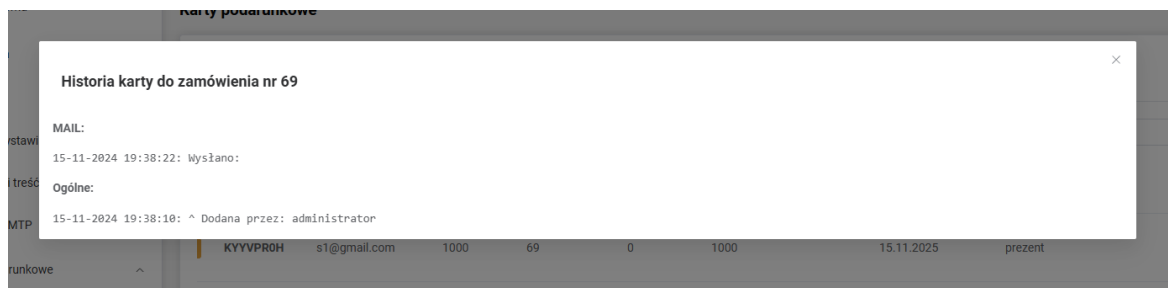 Karty podarunkowe
Historia karty do zamówienia nr 69
MAIL:
15-11-2024 19:38:22: Wysłano:
Ogólne:
15-11-2024 19:38:10: ^ Dodana przez: administrator
ystawi
i treść
MTP
KYYVPR0H s1@gmail.com 1000 69 0 1000 15.11.2025 prezent
runkowe